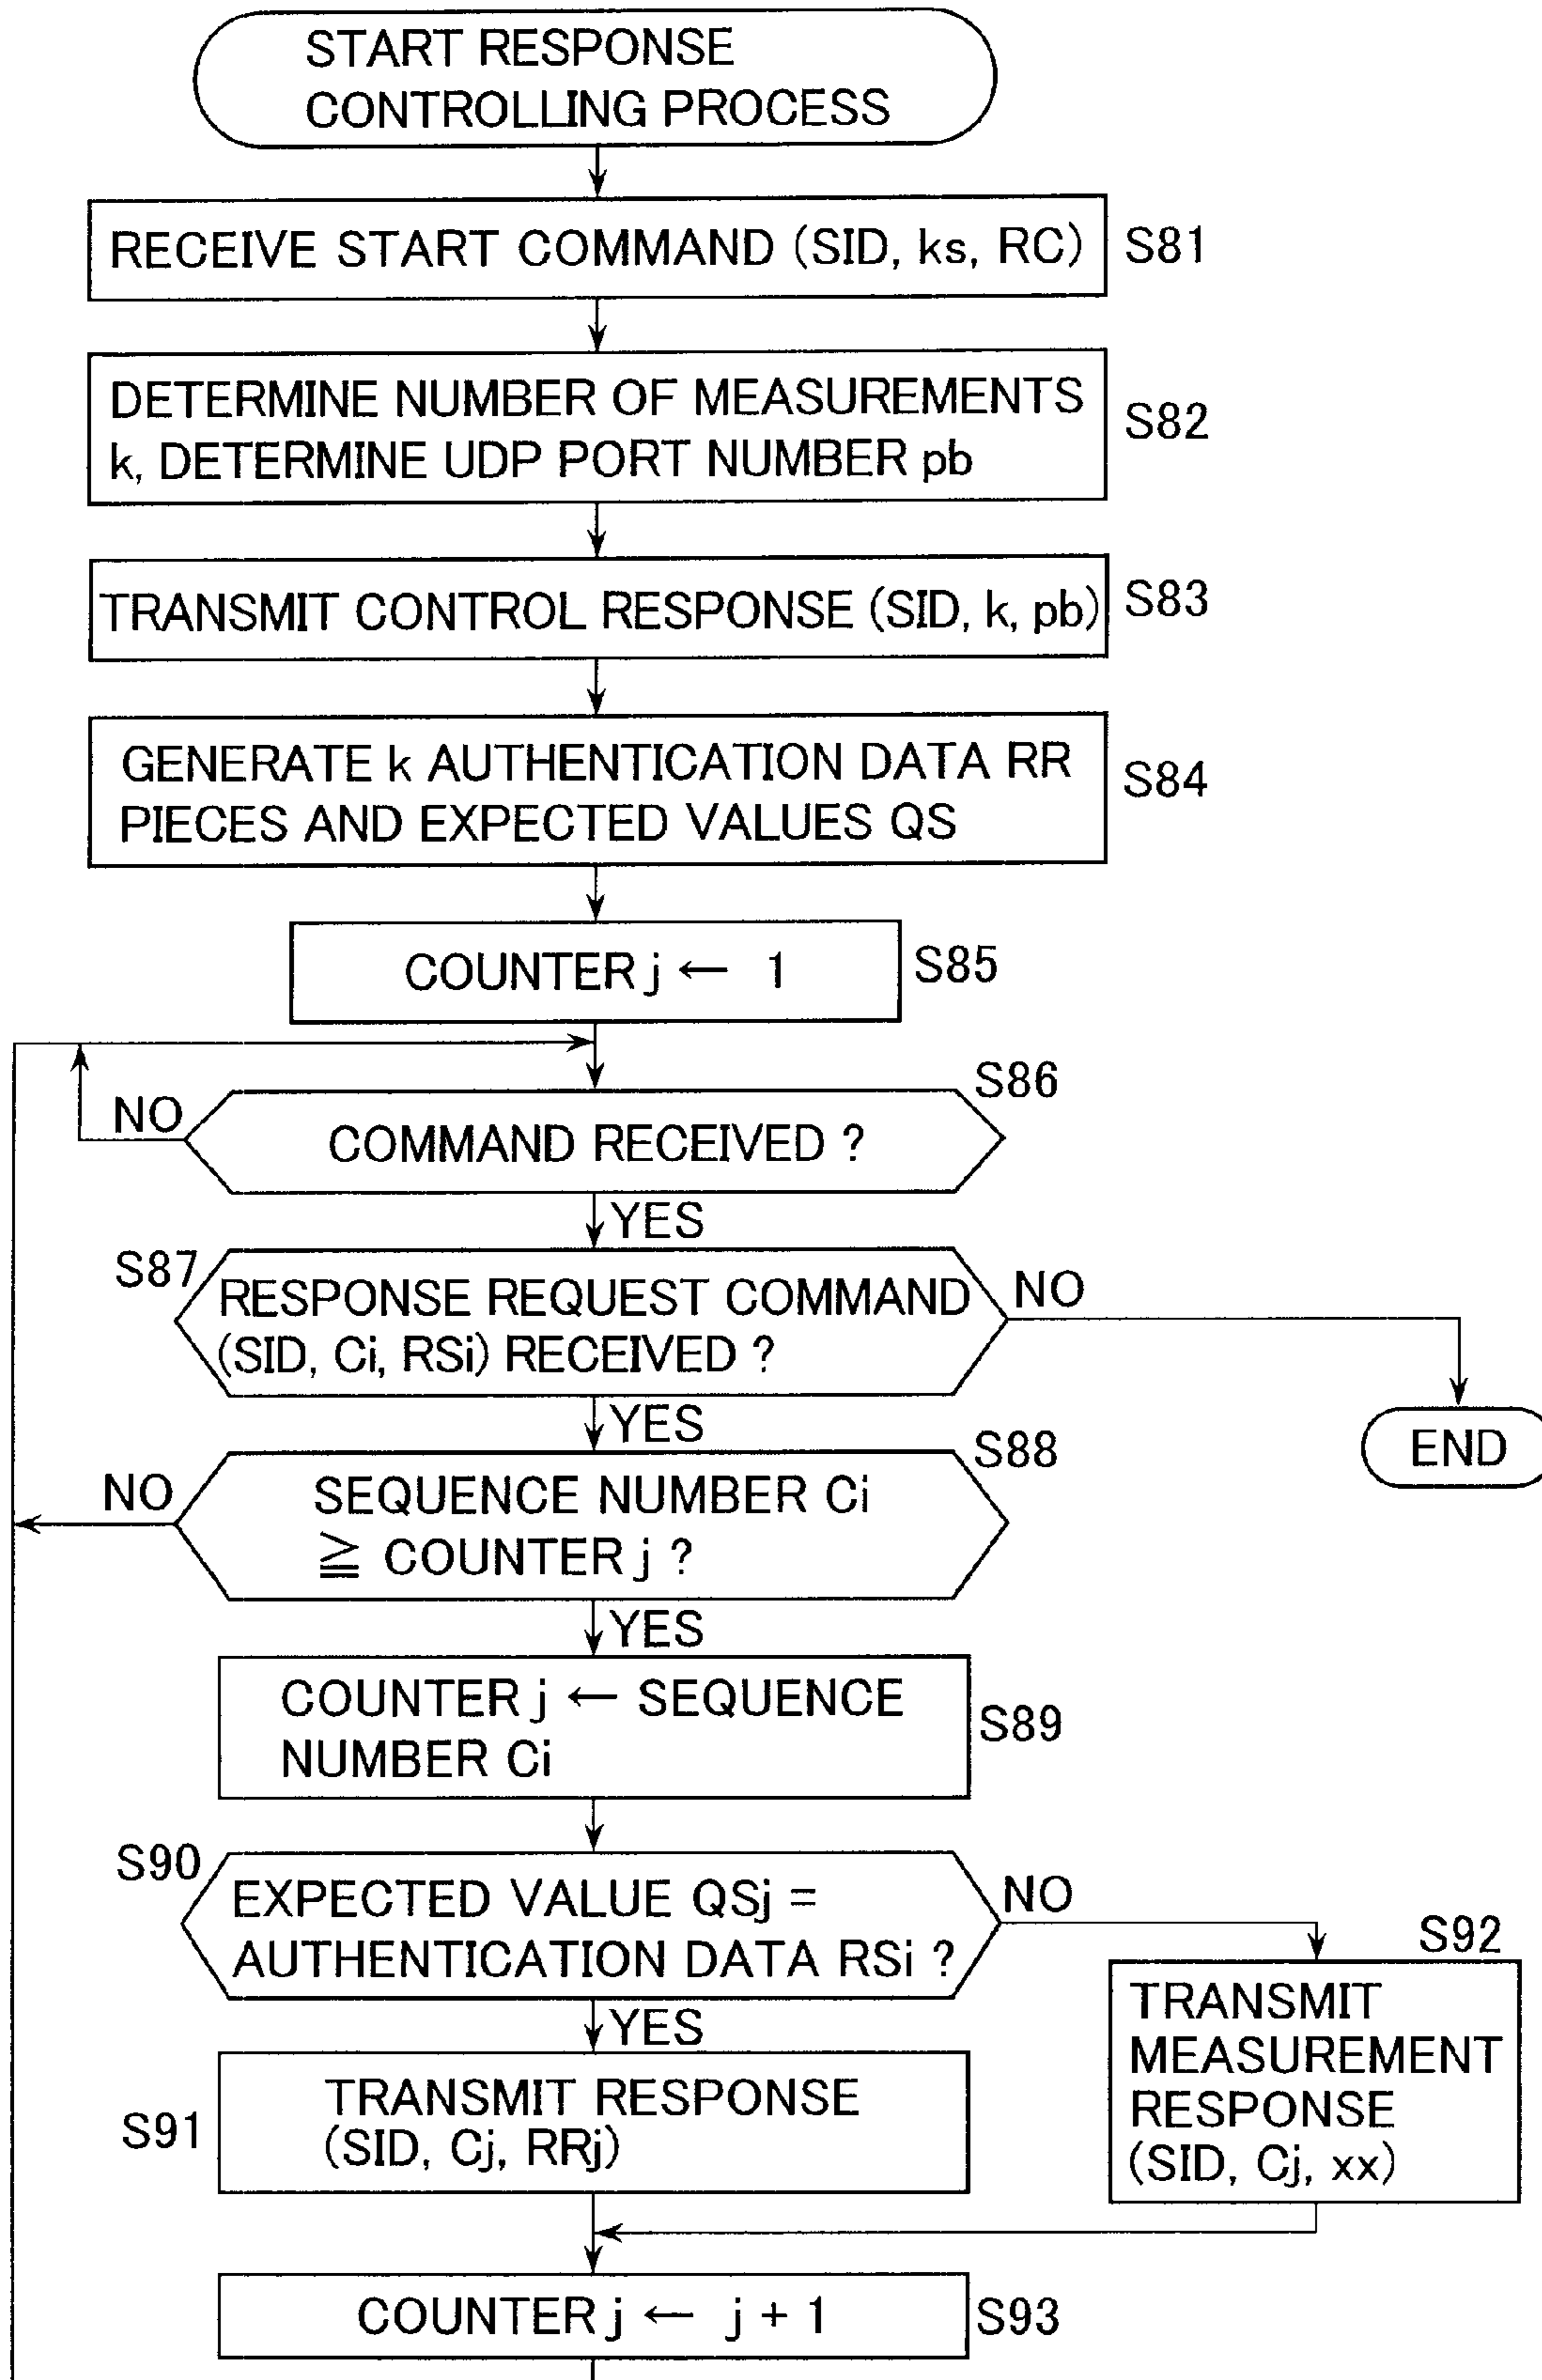 START RESPONSE
CONTROLLING PROCESS
RECEIVE START COMMAND (SID, ks, RC)
S81
DETERMINE NUMBER OF MEASUREMENTS
k, DETERMINE UDP PORT NUMBER pb
S82
TRANSMIT CONTROL RESPONSE (SID, k, pb)
S83
GENERATE k AUTHENTICATION DATA RR
PIECES AND EXPECTED VALUES QS
S84
COUNTER j ← 1
S85
S86
NO
COMMAND RECEIVED ?
YES
S87
RESPONSE REQUEST COMMAND
(SID, Ci, RSi) RECEIVED ?
NO
YES
END
S88
NO
SEQUENCE NUMBER Ci
≧ COUNTER j ?
YES
COUNTER j ← SEQUENCE
NUMBER Ci
S89
S90
EXPECTED VALUE QSj =
AUTHENTICATION DATA RSi ?
NO
YES
S92
TRANSMIT
MEASUREMENT
RESPONSE
(SID, Cj, xx)
S91
TRANSMIT RESPONSE
(SID, Cj, RRj)
COUNTER j ← j + 1
S93